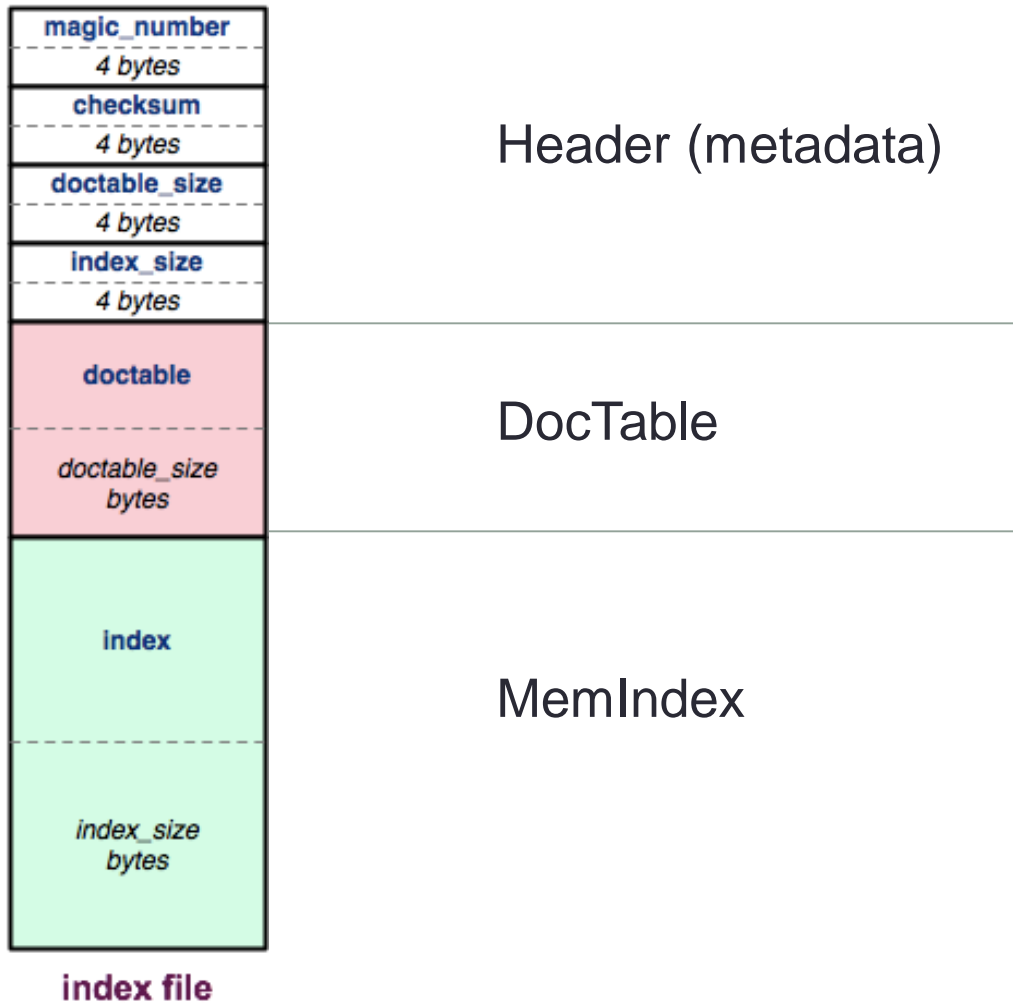 magic_number
4 bytes
checksum
4 bytes
doctable_size
4 bytes
index_size
4 bytes
Header (metadata)
doctable
doctable_size
bytes
DocTable
index
index_size
bytes
MemIndex
index file